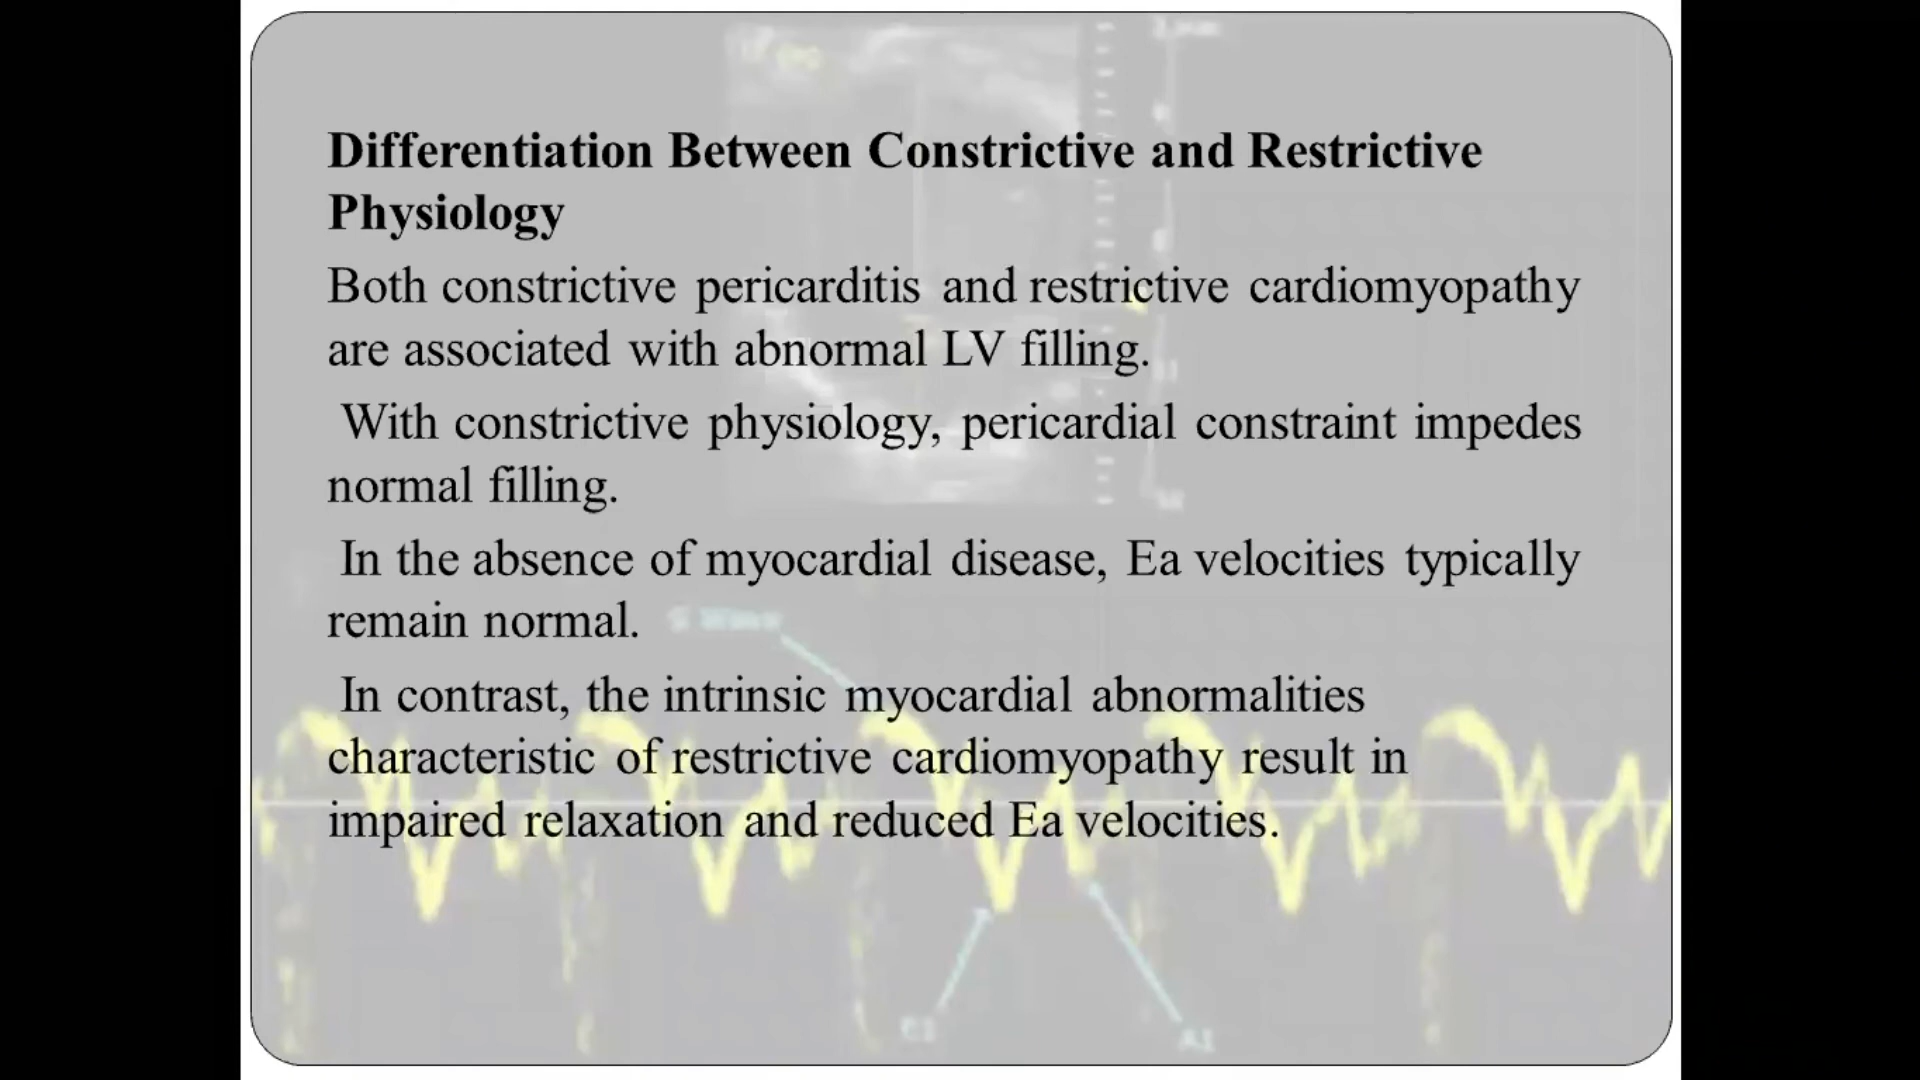 Differentiation Between Constrictive and Restrictive
Physiology
Both constrictive pericarditis and restrictive cardiomyopathy
are associated with abnormal LV filling.
With constrictive physiology, pericardial constraint impedes
normal filling.
In the absence of myocardial disease, Ea velocities typically
remain normal.
In contrast, the intrinsic myocardial abnormalities
characteristic of restrictive cardiomyopathy result in
impaired relaxation and reduced Ea velocities.